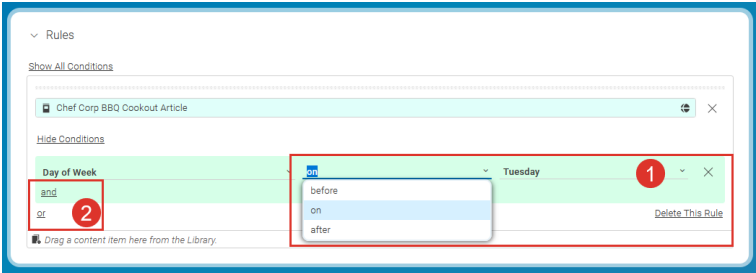 Rules
Show All Conditions
Chef Corp BBQ Cookout Article
Hide Conditions
Day of Week on Tuesday 1
and
before
or 2 on Delete This Rule
after
Drag a content item here from the Library.